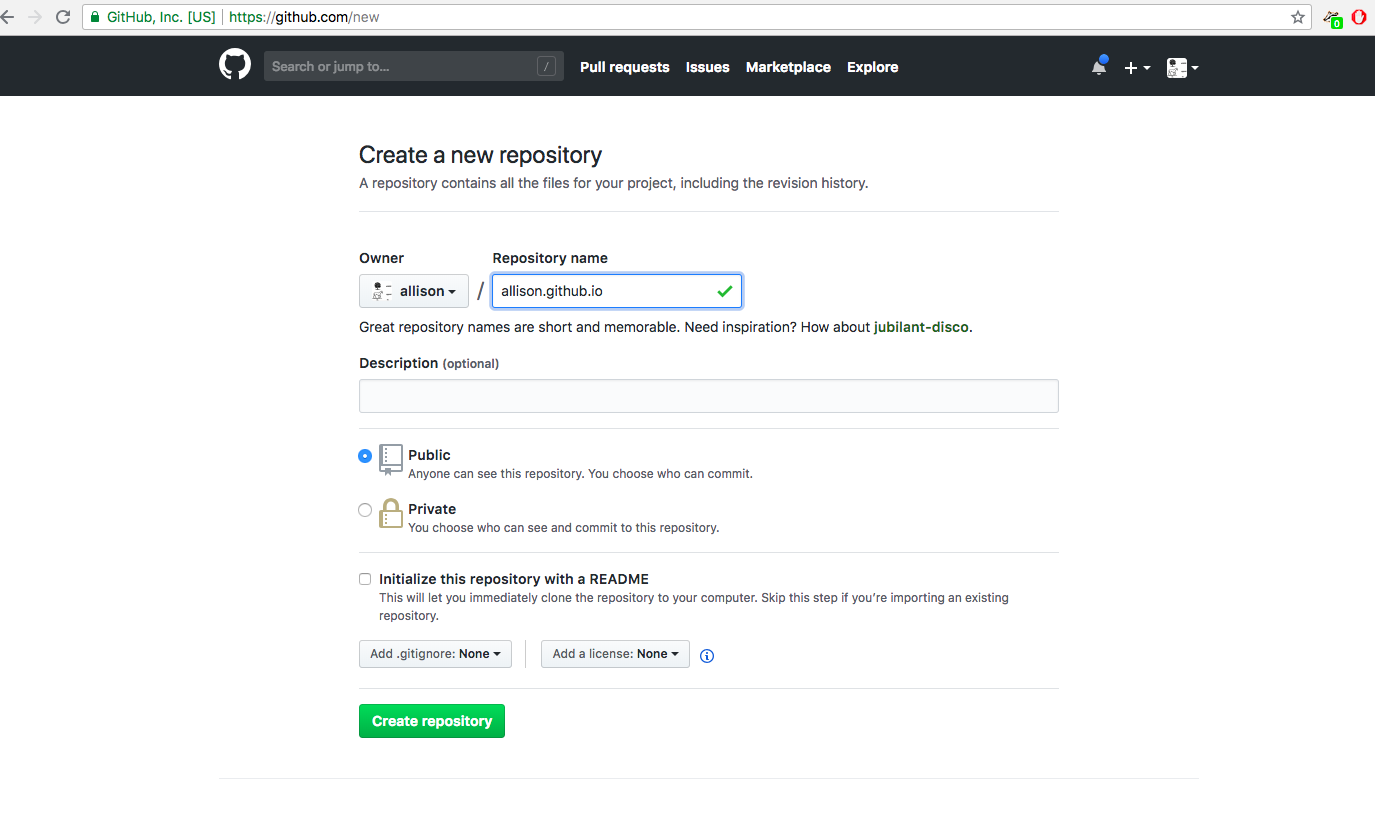 GitHub, Inc. [US] https://github.com/new
0
Search or jump to... / Pull requests Issues Marketplace Explore
Create a new repository
A repository contains all the files for your project, including the revision history.
Owner Repository name
allison / allison.github.io
Great repository names are short and memorable. Need inspiration? How about jubilant-disco.
Description (optional)
Public
Anyone can see this repository. You choose who can commit.
Private
You choose who can see and commit to this repository.
Initialize this repository with a README
This will let you immediately clone the repository to your computer. Skip this step if you’re importing an existing
repository.
Add .gitignore: None Add a license: None
Create repository